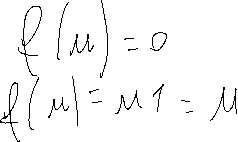 f(u) = 0
f(u) = u1 = u